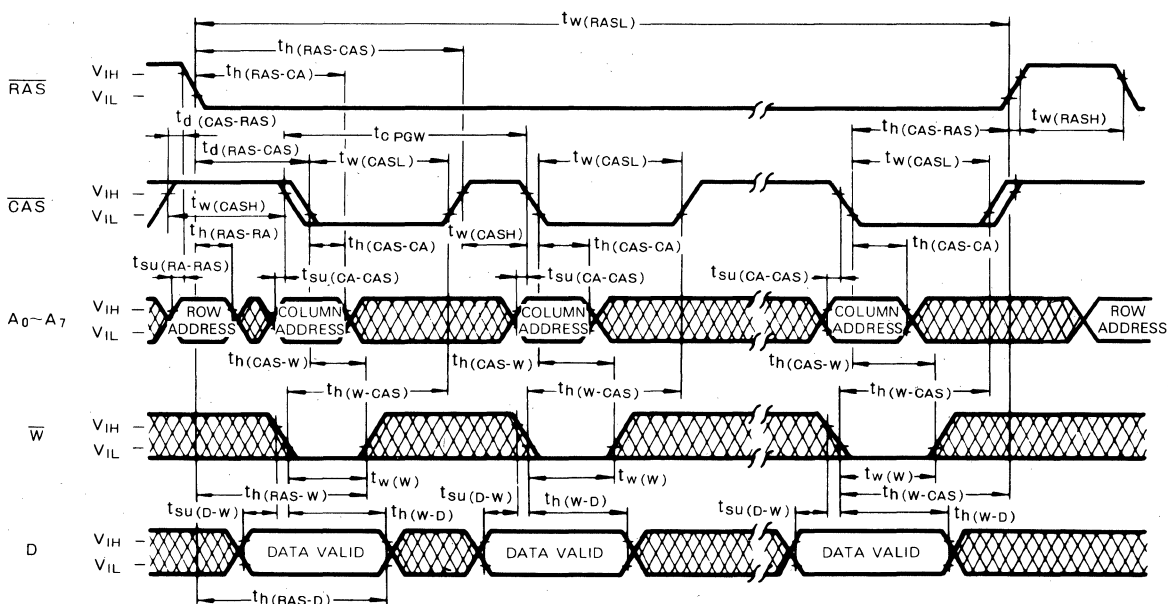 tw(RASL)
th(RAS-CAS)
th(RAS-CA)
RAS
VIH
VIL
td(CAS-RAS)
tC PGW
th(CAS-RAS)
tw(RASH)
td(RAS-CAS)
tw(CASL)
tw(CASL)
tw(CASL)
CAS
VIH
VIL
tw(CASH)
th(RAS-RA)
tw(CASH)
th(CAS-CA)
th(CAS-CA)
th(CAS-CA)
tsu(RA-RAS)
tsu(CA-CAS)
tsu(CA-CAS)
tsu(CA-CAS)
A0~A7
VIH
VIL
ROW ADDRESS
COLUMN ADDRESS
COLUMN ADDRESS
COLUMN ADDRESS
ROW ADDRESS
th(CAS-W)
th(CAS-W)
th(CAS-W)
th(W-CAS)
th(W-CAS)
th(W-CAS)
W
VIH
VIL
tw(W)
tw(W)
tw(W)
th(RAS-W)
tsu(D-W)
th(W-D)
tsu(D-W)
th(W-D)
tsu(D-W)
th(W-CAS)
th(W-D)
D
VIH
VIL
DATA VALID
DATA VALID
DATA VALID
th(RAS-D)